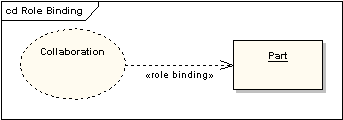 cd Role Binding
Collaboration
Part
«role binding»